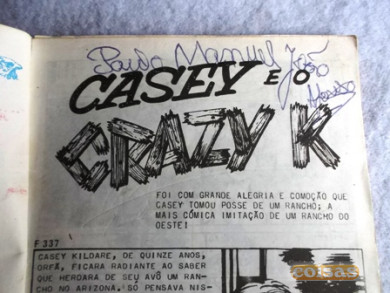 Paulo Manuel João
CASEY E O
CRAZY K
FOI COM GRANDE ALEGRIA E COMOÇÃO QUE
CASEY TOMOU POSSE DE UM RANCHO; A
MAIS CÔMICA IMITAÇÃO DE UM RANCHO DO
OESTE!
F 337
CASEY KILDARE, DE QUINZE ANOS,
ORFÃ, FICARA RADIANTE AO SABER
QUE HERDARA DE SEU AVÔ UM RAN-
CHO NO ARIZONA. SÓ PENSAVA NIS-
coisas